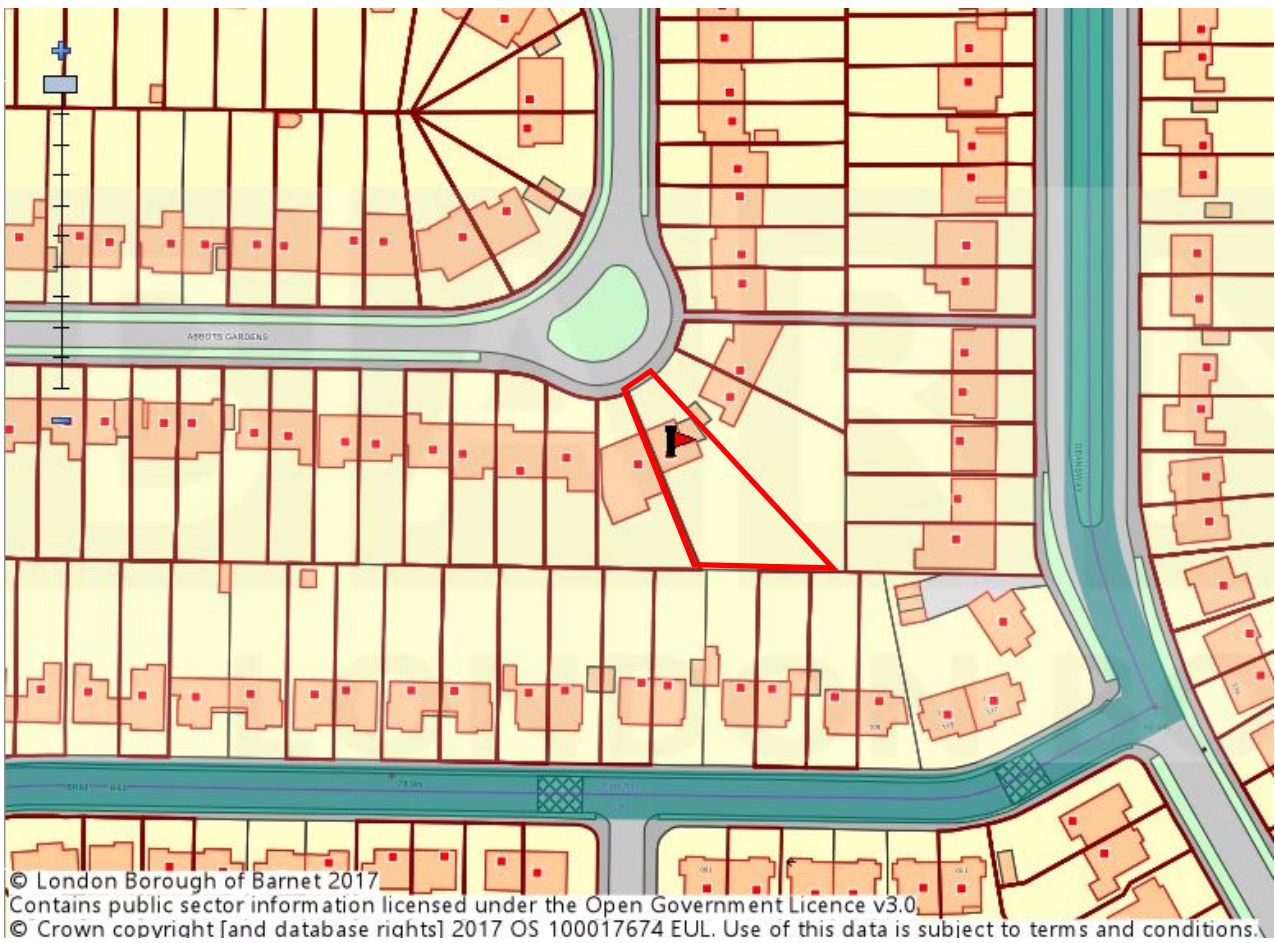 ABBOTS GARDENS
DEANSWAY
© London Borough of Barnet 2017
Contains public sector information licensed under the Open Government Licence v3.0.
© Crown copyright [and database rights] 2017 OS 100017674 EUL. Use of this data is subject to terms and conditions.